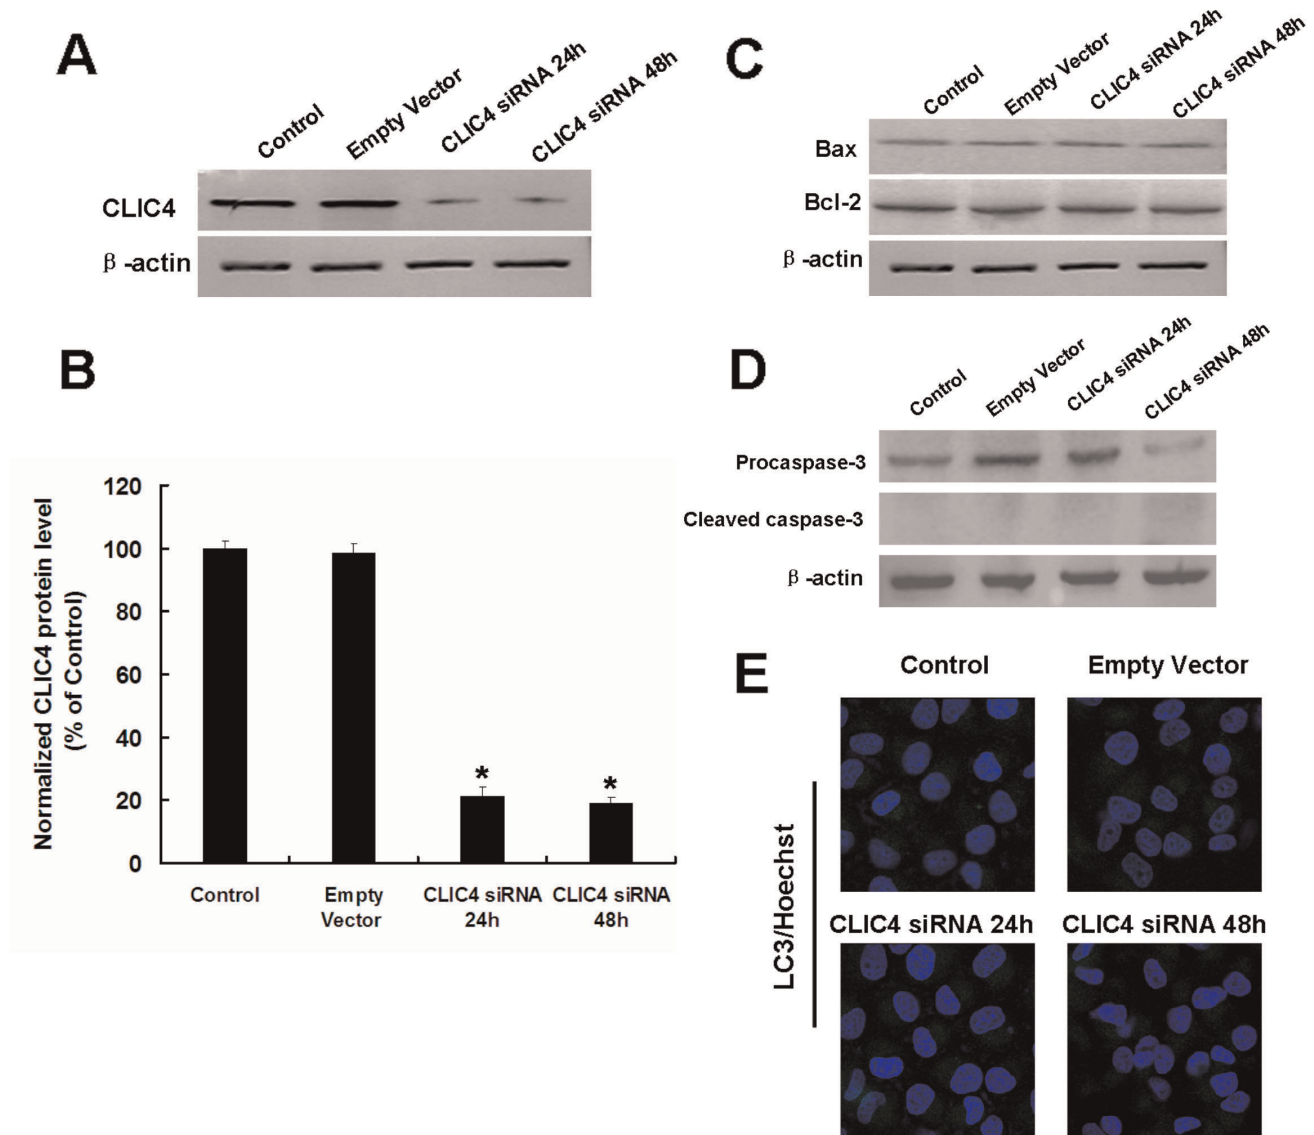 A
Control
Empty Vector
CLIC4 siRNA 24h
CLIC4 siRNA 48h
CLIC4
β -actin
B
Normalized CLIC4 protein level
(% of Control)
120
100
80
60
40
20
0
*
*
Control
Empty
Vector
CLIC4 siRNA
24h
CLIC4 siRNA
48h
C
Control
Empty Vector
CLIC4 siRNA 24h
CLIC4 siRNA 48h
Bax
Bcl-2
β -actin
D
Control
Empty Vector
CLIC4 siRNA 24h
CLIC4 siRNA 48h
Procaspase-3
Cleaved caspase-3
β -actin
E
Control
Empty Vector
LC3/Hoechst
CLIC4 siRNA 24h
CLIC4 siRNA 48h